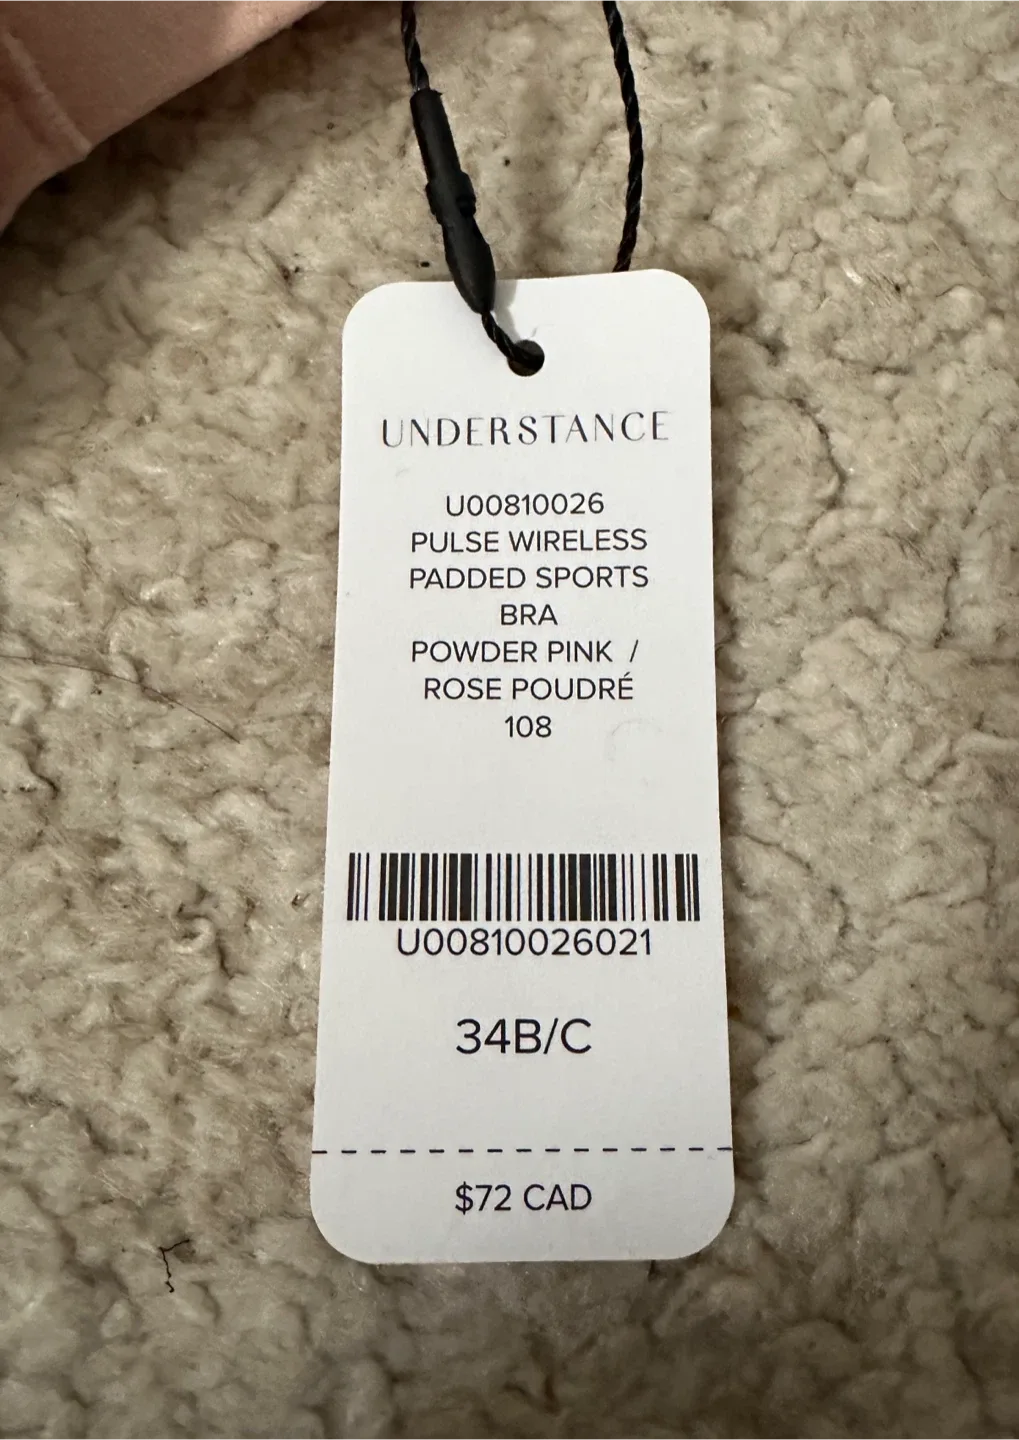 UNDERSTANCE
U00810026
PULSE WIRELESS
PADDED SPORTS
BRA
POWDER PINK /
ROSE POUDRÉ
108
U00810026021
34B/C
$72 CAD